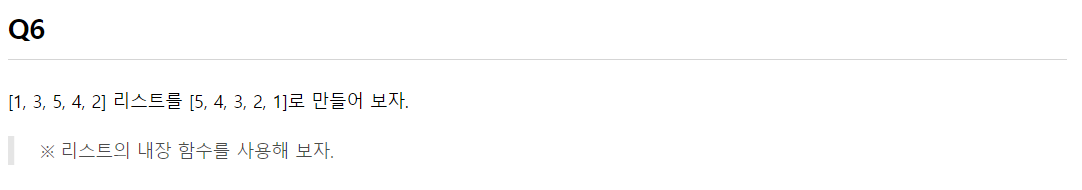 Q6
[1, 3, 5, 4, 2] 리스트를 [5, 4, 3, 2, 1]로 만들어 보자.
※ 리스트의 내장 함수를 사용해 보자.